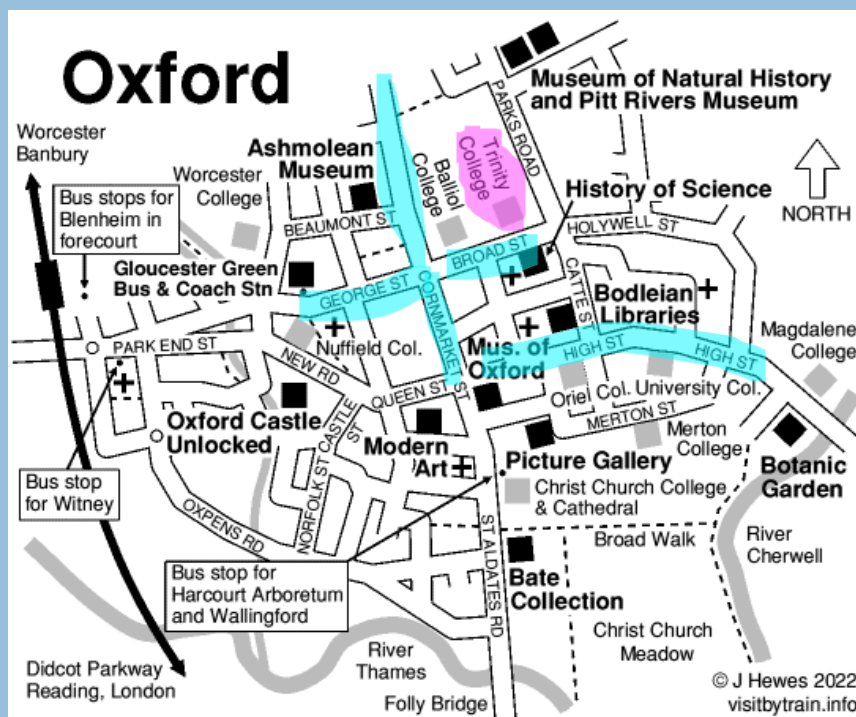 Oxford
Worcester
Banbury
Bus stops for
Blenheim in
forecourt
Worcester
College
Ashmolean
Museum
BEAUMONT ST
Balliol
College
Trinity
College
PARKS ROAD
Museum of Natural History
and Pitt Rivers Museum
History of Science
NORTH
HOLYWELL ST
BROAD ST
Gloucester Green
Bus & Coach Stn
GEORGE ST
CORNMARKET ST
CATTE ST
Bodleian
Libraries
Magdalene
College
PARK END ST
Nuffield Col.
NEW RD
QUEEN ST
Mus. of
Oxford
HIGH ST
HIGH ST
Oriel Col.
University Col.
MERTON ST
Oxford Castle
Unlocked
CASTLE
ST
Modern
Art
Merton
College
Picture Gallery
Christ Church College
& Cathedral
Botanic
Garden
Bus stop
for Witney
NORFOLK ST
OXPENS RD
ST ALDATES RD
Broad Walk
River
Cherwell
Bus stop for
Harcourt Arboretum
and Wallingford
Bate
Collection
Christ Church
Meadow
River
Thames
Didcot Parkway
Reading, London
Folly Bridge
© J Hewes 2022
visitbytrain.info